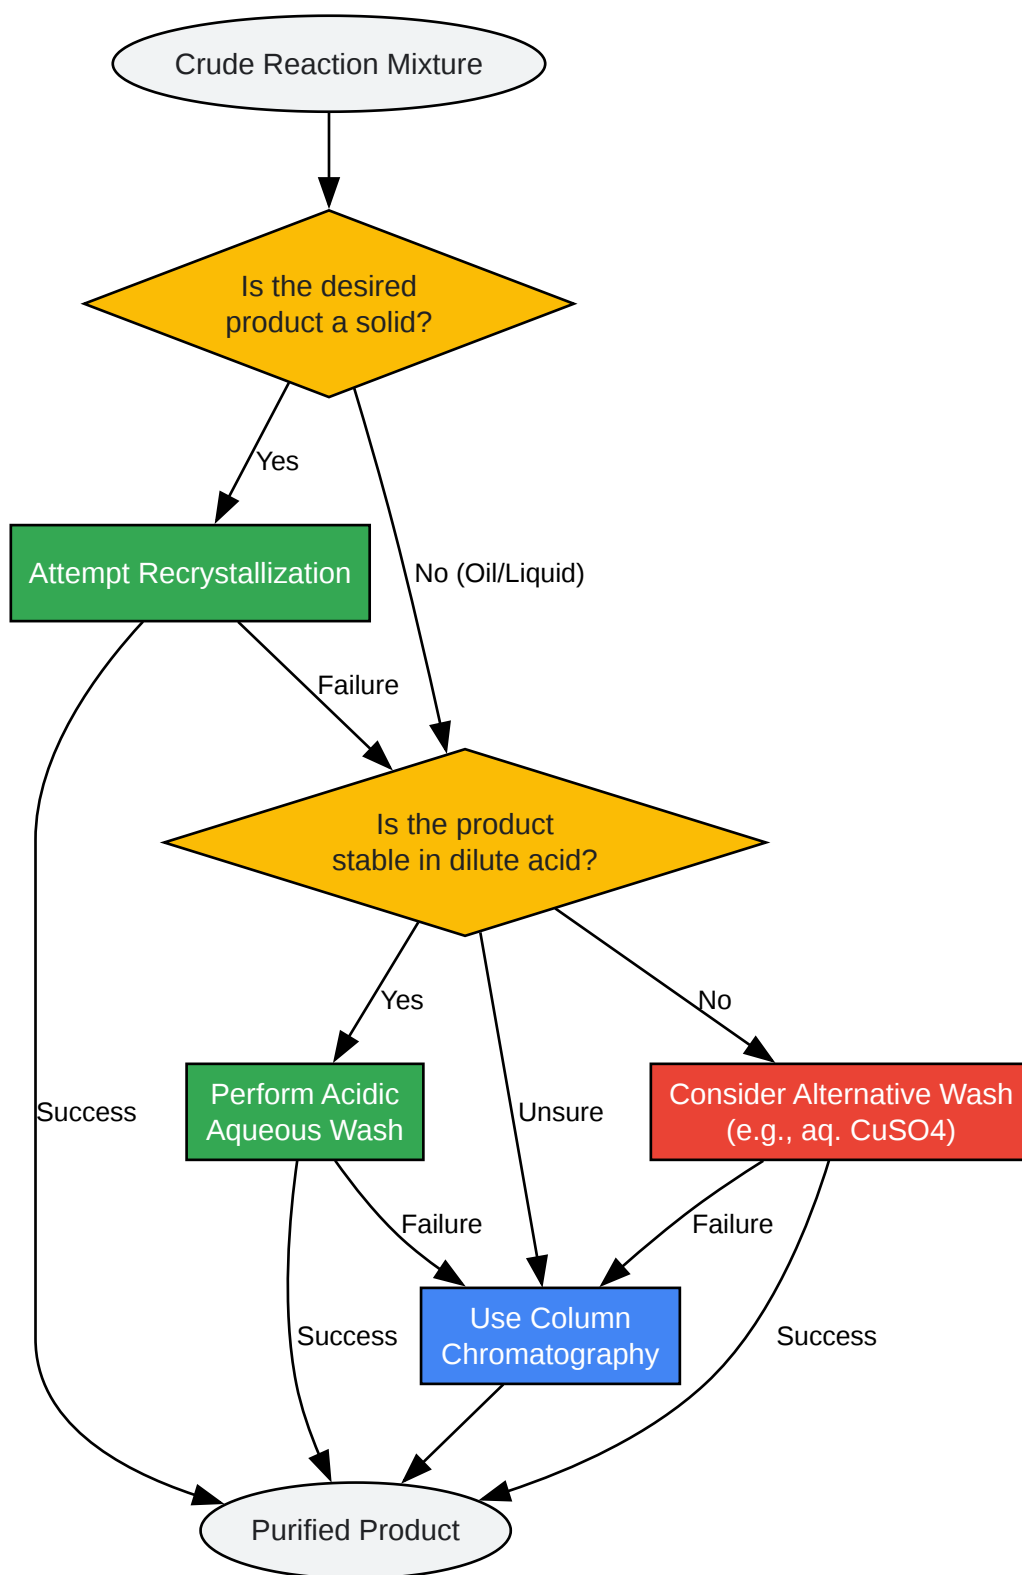 Crude Reaction Mixture
Is the desired
product a solid?
Yes
Attempt Recrystallization
No (Oil/Liquid)
Failure
Is the product
stable in dilute acid?
Yes
No
Perform Acidic
Aqueous Wash
Success
Unsure
Consider Alternative Wash
(e.g., aq. CuSO4)
Failure
Failure
Use Column
Chromatography
Success
Success
Purified Product